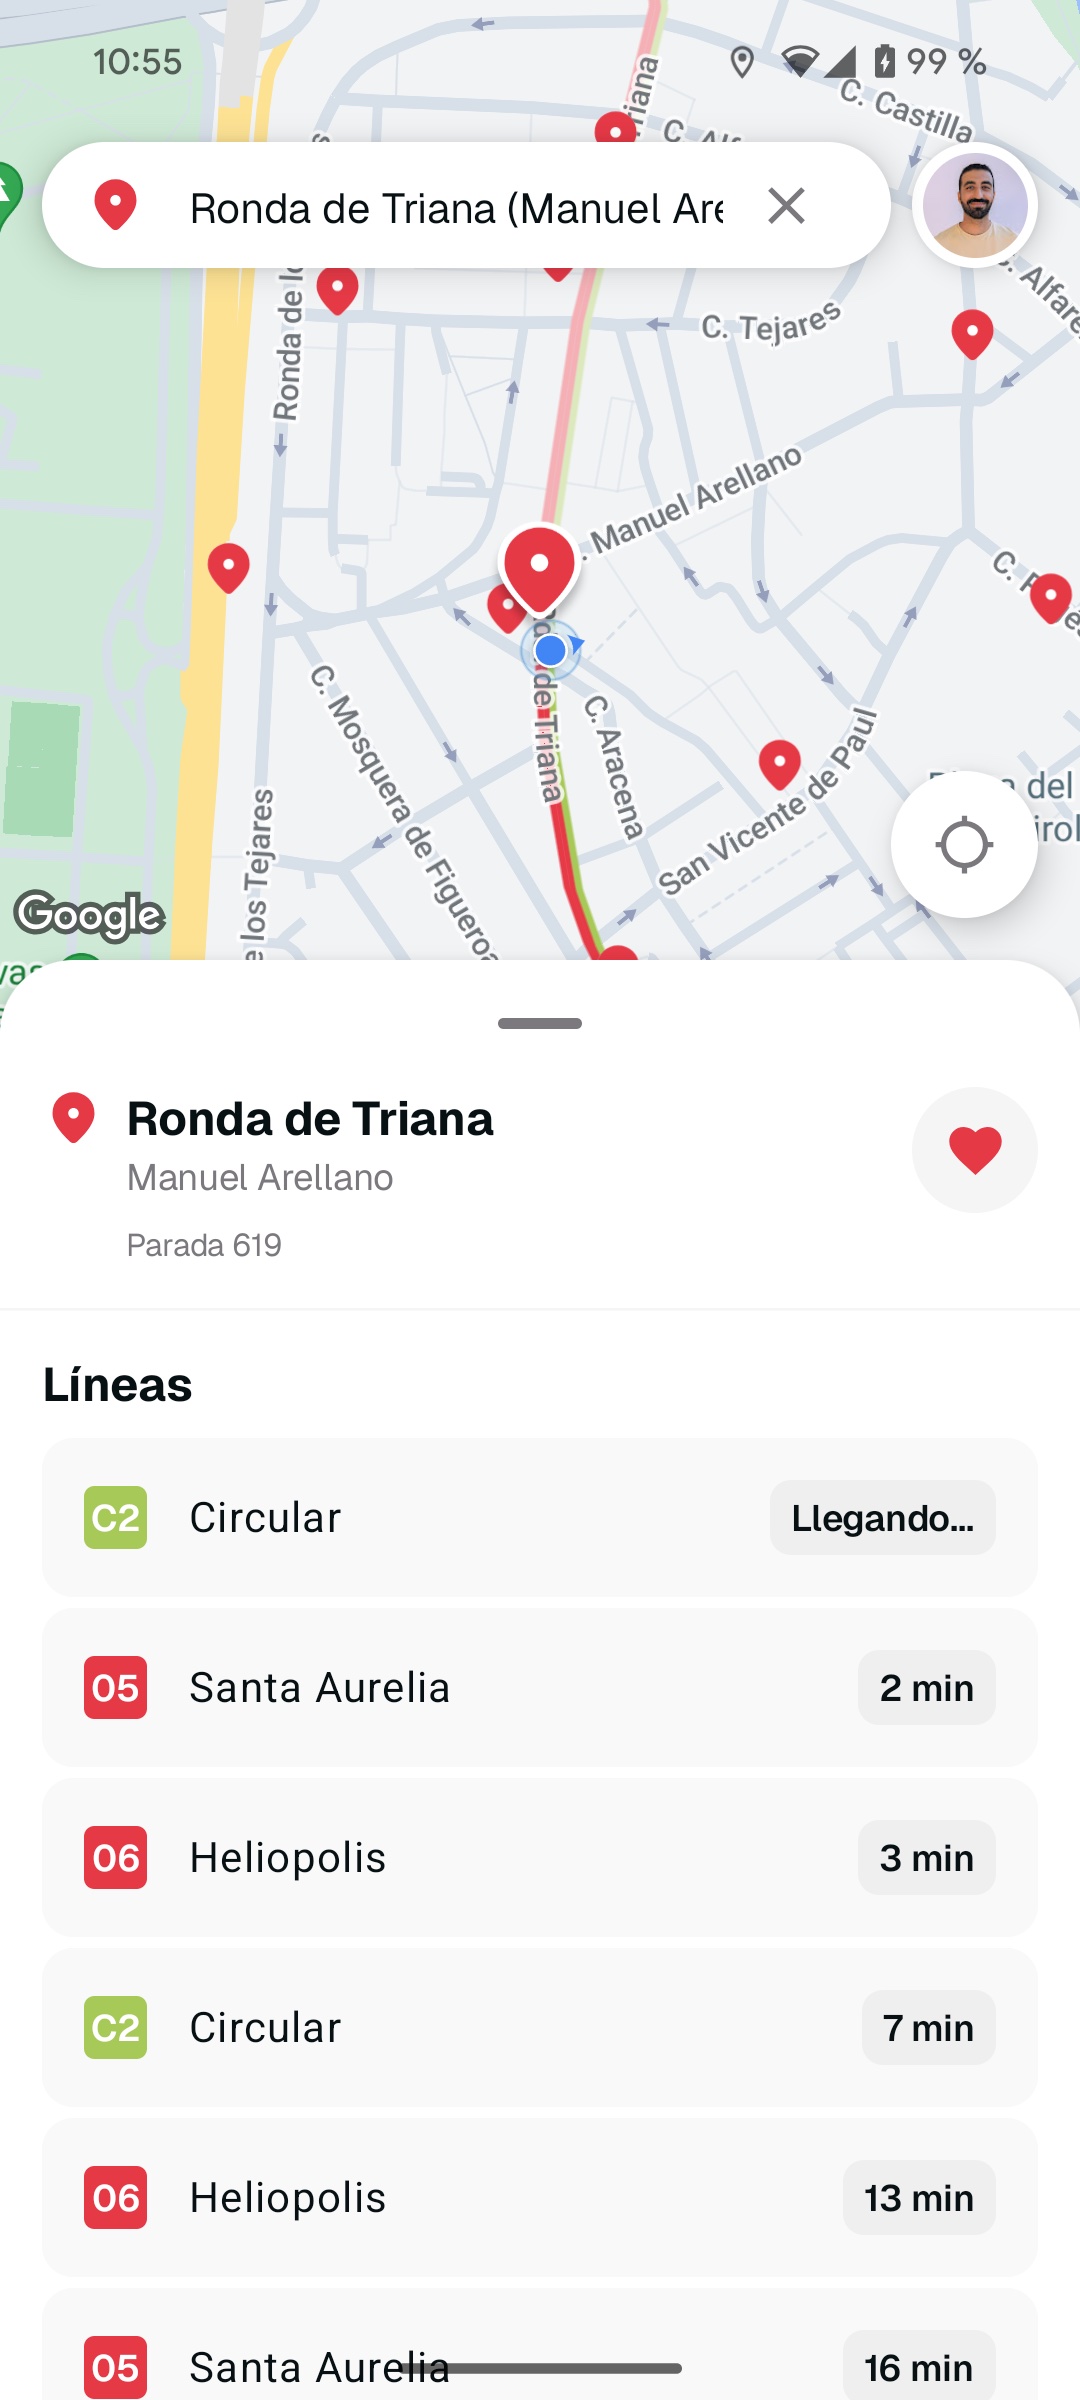 10:55
99 %
Triana
C. Castilla
Ronda de Triana (Manuel Are
C. Alfare
Ronda de lo
C. Tejares
Manuel Arellano
de Triana
C. Mosquera de Figueroa
C. Aracena
San Vicente de Paul
del
e los Tejares
Google
Ronda de Triana
Manuel Arellano
Parada 619
Líneas
C2 Circular Llegando...
05 Santa Aurelia 2 min
06 Heliopolis 3 min
C2 Circular 7 min
06 Heliopolis 13 min
05 Santa Aurelia 16 min